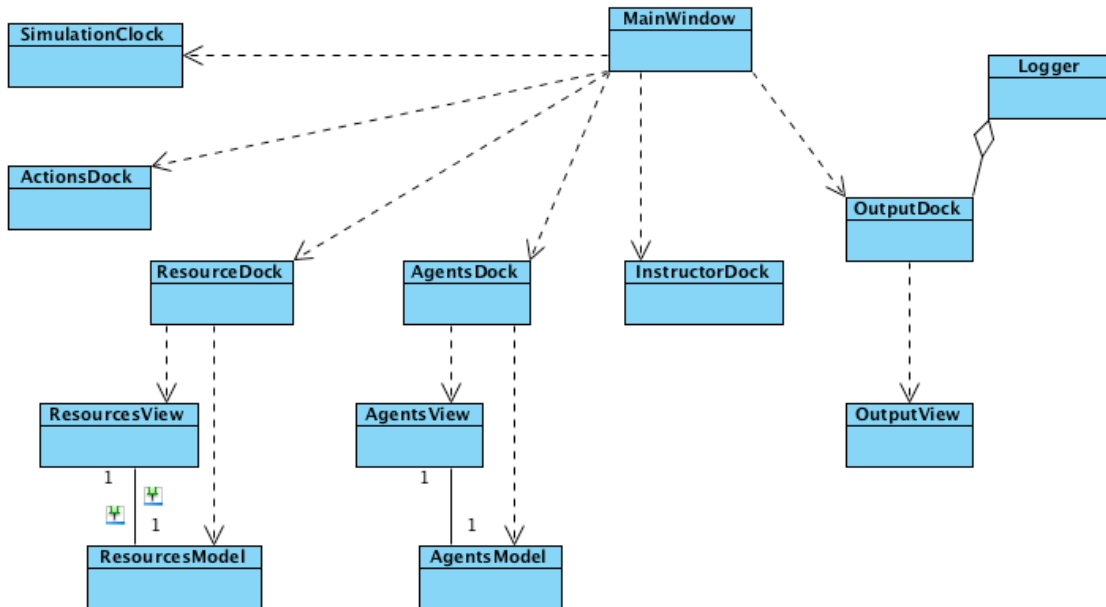 MainWindow
SimulationClock
Logger
ActionsDock
OutputDock
ResourceDock
AgentsDock
InstructorDock
ResourcesView
AgentsView
OutputView
1
1
1
1
ResourcesModel
AgentsModel